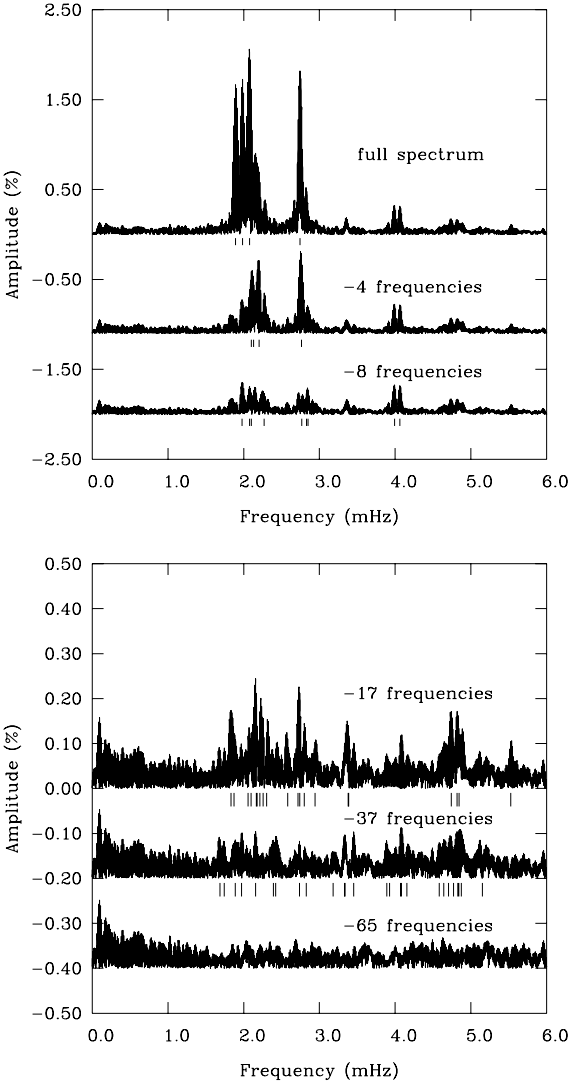 2.50
1.50
full spectrum
0.50
Amplitude (%)
−0.50
−4 frequencies
−1.50
−8 frequencies
−2.50
0.0 1.0 2.0 3.0 4.0 5.0 6.0
Frequency (mHz)
0.50
0.40
0.30
0.20
−17 frequencies
0.10
Amplitude (%)
0.00
−37 frequencies
−0.10
−0.20
−0.30
−65 frequencies
−0.40
−0.50
0.0 1.0 2.0 3.0 4.0 5.0 6.0
Frequency (mHz)